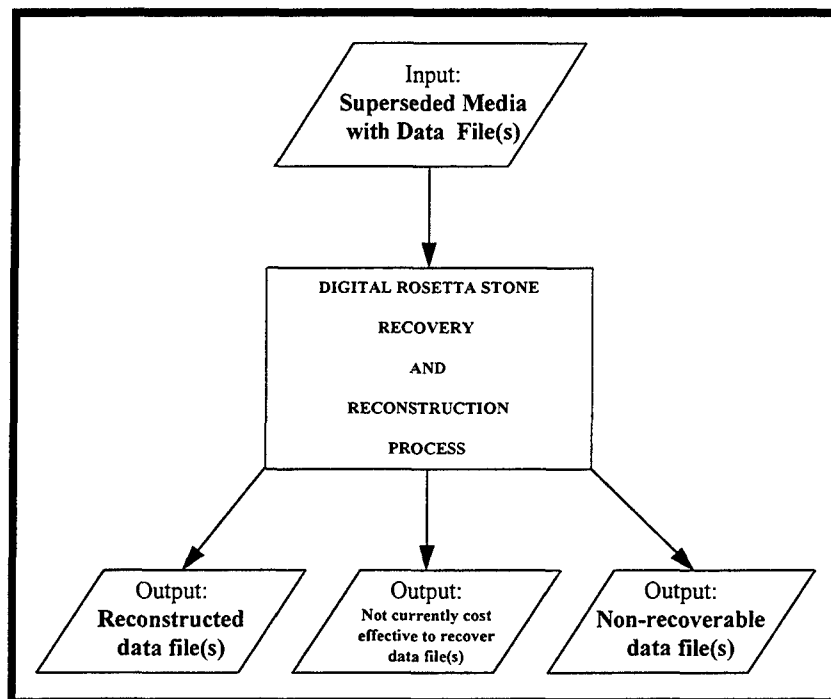 Input:
Superseded Media
with Data File(s)
DIGITAL ROSETTA STONE
RECOVERY
AND
RECONSTRUCTION
PROCESS
Output:
Reconstructed
data file(s)
Output:
Not currently cost
effective to recover
data file(s)
Output:
Non-recoverable
data file(s)